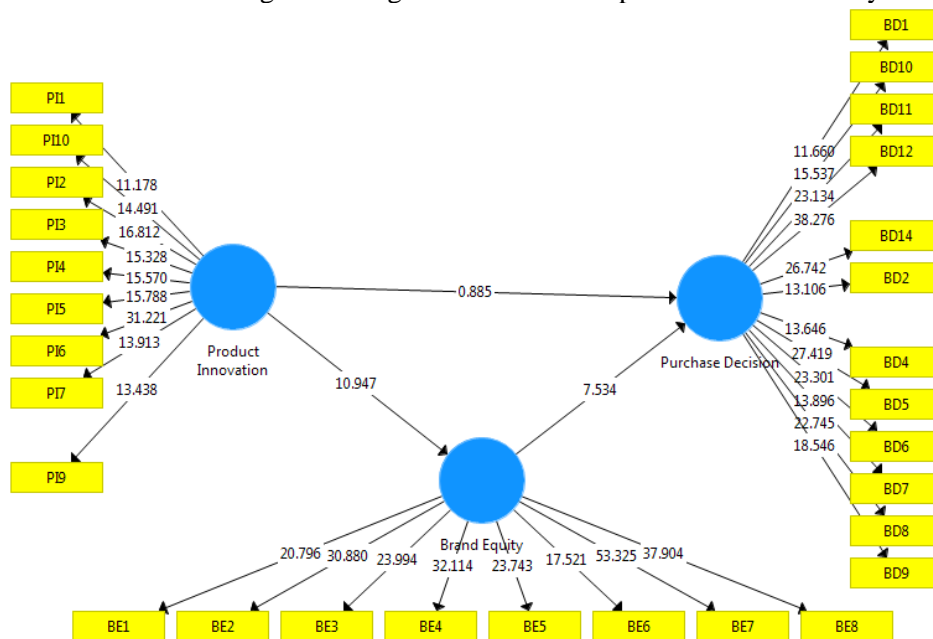 BD1
BD10
BD11
BD12
BD14
BD2
BD4
BD5
BD6
BD7
BD8
BD9
11.660
15.537
23.134
38.276
26.742
13.106
13.646
27.419
23.301
13.896
22.745
18.546
PI1
PI10
PI2
PI3
PI4
PI5
PI6
PI7
PI9
11.178
14.491
16.812
15.328
15.570
15.788
31.221
13.913
13.438
Product
Innovation
0.885
Purchase Decision
10.947
7.534
Brand Equity
20.796
30.880
23.994
32.114
23.743
17.521
53.325
37.904
BE1
BE2
BE3
BE4
BE5
BE6
BE7
BE8